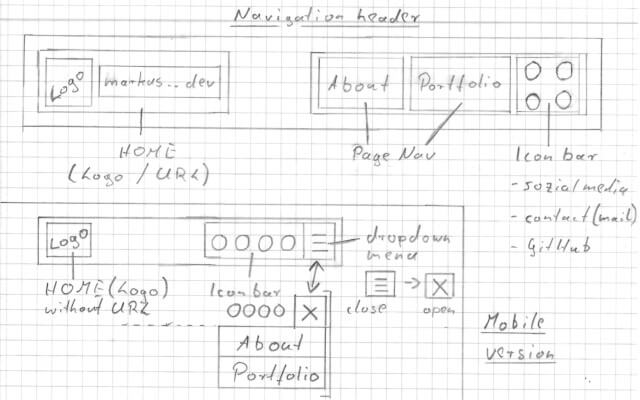 Navigation header
Logo
markus...dev
About
Portfolio
HOME
(Logo / URL)
Page Nav
Icon bar
- sozial media
- contact (mail)
- GitHub
Logo
dropdown
menu
HOME (Logo)
without URL
Icon bar
close
open
X
X
About
Portfolio
Mobile
version